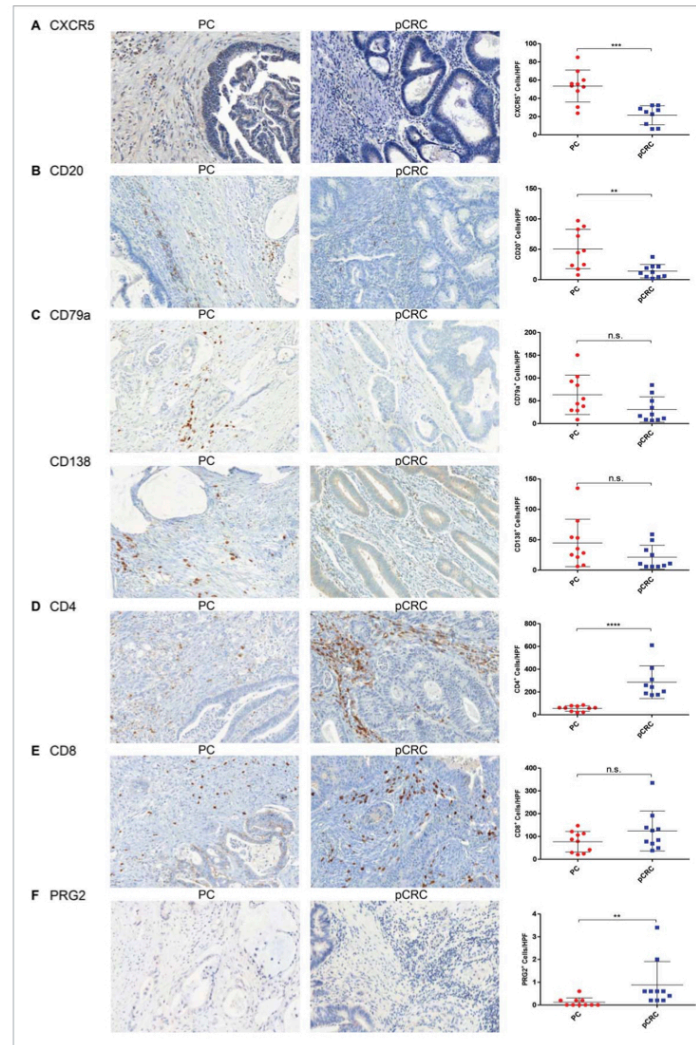 A CXCR5
PC
pCRC
CXCR5⁺ Cells/HPF
100
80
60
40
20
0
***
PC
pCRC
B CD20
PC
pCRC
CD20⁺ Cells/HPF
150
100
50
0
**
PC
pCRC
C CD79a
PC
pCRC
CD79a⁺ Cells/HPF
200
150
100
50
0
n.s.
PC
pCRC
CD138
PC
pCRC
CD138⁺ Cells/HPF
150
100
50
0
n.s.
PC
pCRC
D CD4
PC
pCRC
CD4⁺ Cells/HPF
800
600
400
200
0
****
PC
pCRC
E CD8
PC
pCRC
CD8⁺ Cells/HPF
400
300
200
100
0
n.s.
PC
pCRC
F PRG2
PC
pCRC
PRG2⁺ Cells/HPF
4
3
2
1
0
**
PC
pCRC